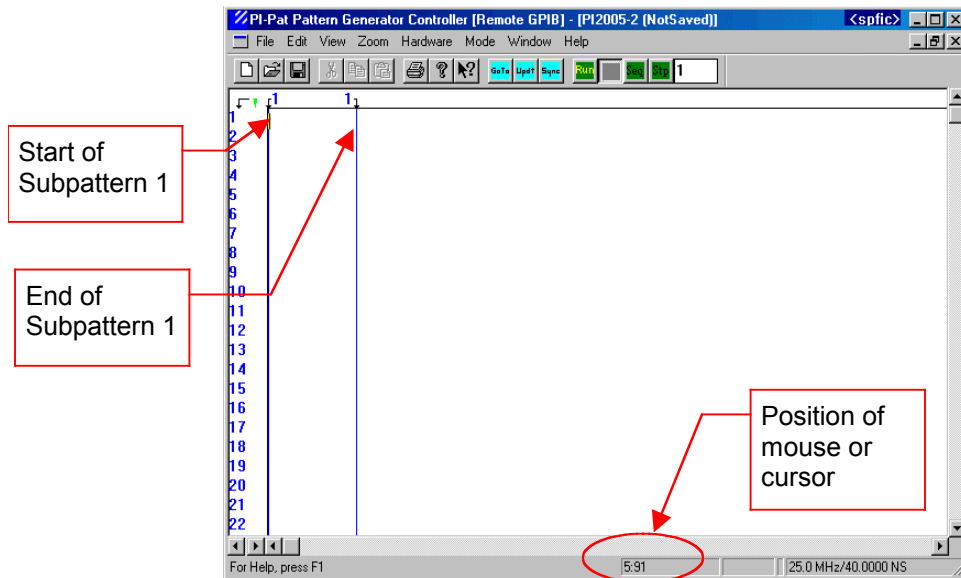 PI-Pat Pattern Generator Controller [Remote GPIB] - [PI2005-2 (NotSaved)] <spfic>
File Edit View Zoom Hardware Mode Window Help
GoTo Updt Sync Run Seq Stp 1
1 1
1
2
3
4
5
6
7
8
9
10
11
12
13
14
15
16
17
18
19
20
21
22
Start of
Subpattern 1
End of
Subpattern 1
Position of
mouse or
cursor
For Help, press F1 5:91 25.0 MHz/40.0000 NS